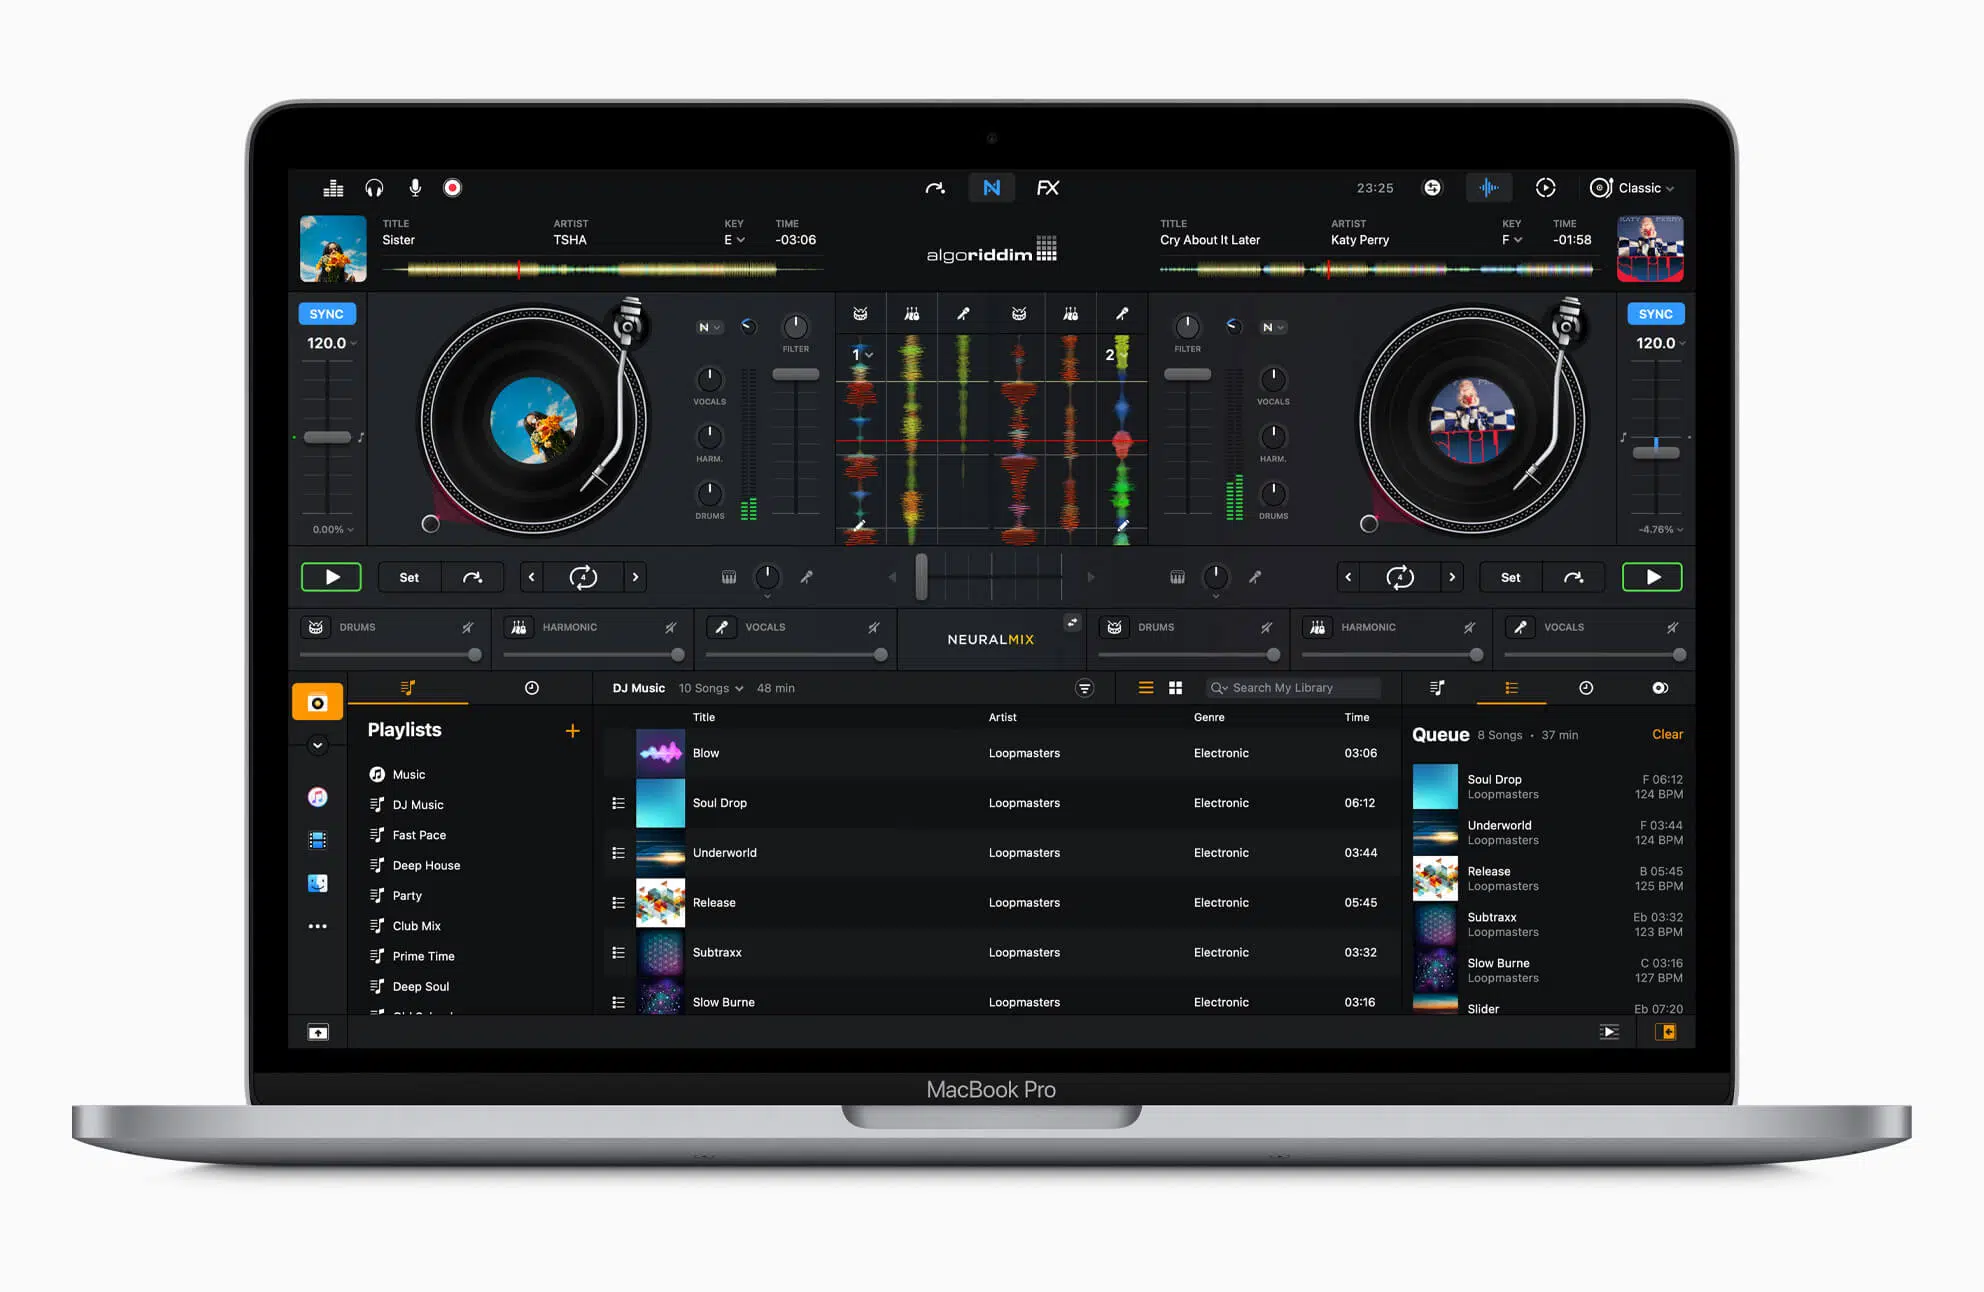 FX
23:25
Classic
TITLE ARTIST KEY TIME
Sister TSHA E -03:06
algoriddim
TITLE ARTIST KEY TIME
Cry About It Later Katy Perry F -01:58
KATY PERRY
SYNC
120.0
0.00%
N
FILTER
VOCALS
HARM.
DRUMS
1
2
FILTER
N
VOCALS
HARM.
DRUMS
SYNC
120.0
-4.76%
Set
4
4
Set
DRUMS
HARMONIC
VOCALS
NEURALMIX
DRUMS
HARMONIC
VOCALS
Playlists
Music
DJ Music
Fast Pace
Deep House
Party
Club Mix
Prime Time
Deep Soul
DJ Music 10 Songs 48 min
Search My Library
Title Artist Genre Time
Blow Loopmasters Electronic 03:06
Soul Drop Loopmasters Electronic 06:12
Underworld Loopmasters Electronic 03:44
Release Loopmasters Electronic 05:45
Subtraxx Loopmasters Electronic 03:32
Slow Burne Loopmasters Electronic 03:16
Queue 8 Songs • 37 min Clear
Soul Drop F 06:12
Loopmasters 124 BPM
Underworld F 03:44
Loopmasters 124 BPM
Release B 05:45
Loopmasters 125 BPM
Subtraxx Eb 03:32
Loopmasters 123 BPM
Slow Burne C 03:16
Loopmasters 127 BPM
Slider Eb 07:20
MacBook Pro